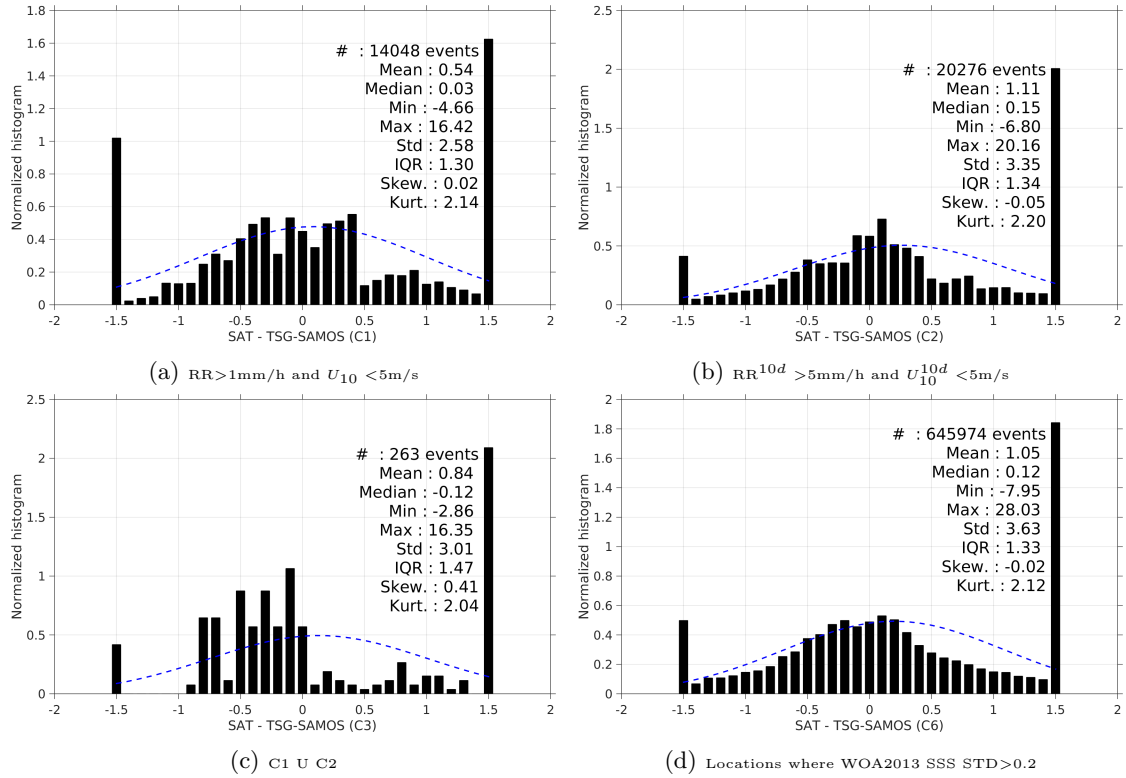 1.8
1.6
1.4
1.2
1
0.8
0.6
0.4
0.2
0
Normalized histogram
# : 14048 events
Mean : 0.54
Median : 0.03
Min : -4.66
Max : 16.42
Std : 2.58
IQR : 1.30
Skew. : 0.02
Kurt. : 2.14
-2 -1.5 -1 -0.5 0 0.5 1 1.5 2
SAT - TSG-SAMOS (C1)
(a) RR>1mm/h and U10 <5m/s
2.5
2
1.5
1
0.5
0
Normalized histogram
# : 20276 events
Mean : 1.11
Median : 0.15
Min : -6.80
Max : 20.16
Std : 3.35
IQR : 1.34
Skew. : -0.05
Kurt. : 2.20
-2 -1.5 -1 -0.5 0 0.5 1 1.5 2
SAT - TSG-SAMOS (C2)
(b) RR10d >5mm/h and U10d10 <5m/s
2.5
2
1.5
1
0.5
0
Normalized histogram
# : 263 events
Mean : 0.84
Median : -0.12
Min : -2.86
Max : 16.35
Std : 3.01
IQR : 1.47
Skew. : 0.41
Kurt. : 2.04
-2 -1.5 -1 -0.5 0 0.5 1 1.5 2
SAT - TSG-SAMOS (C3)
(c) C1 U C2
2
1.8
1.6
1.4
1.2
1
0.8
0.6
0.4
0.2
0
Normalized histogram
# : 645974 events
Mean : 1.05
Median : 0.12
Min : -7.95
Max : 28.03
Std : 3.63
IQR : 1.33
Skew. : -0.02
Kurt. : 2.12
-2 -1.5 -1 -0.5 0 0.5 1 1.5 2
SAT - TSG-SAMOS (C6)
(d) Locations where WOA2013 SSS STD>0.2